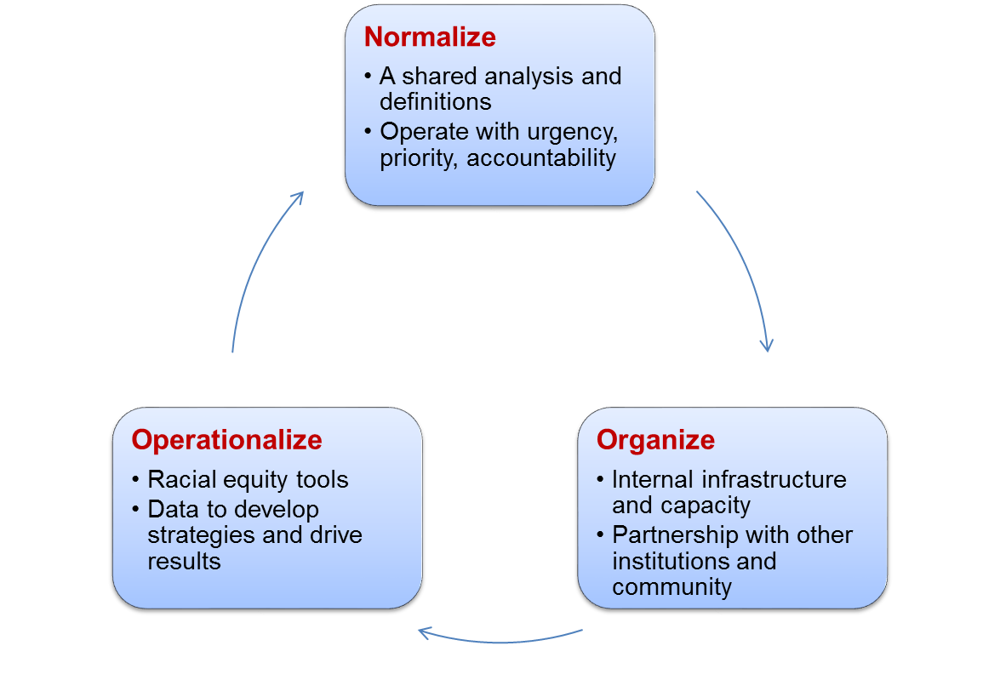 Normalize
• A shared analysis and
definitions
• Operate with urgency,
priority, accountability
Organize
• Internal infrastructure
and capacity
• Partnership with other
institutions and
community
Operationalize
• Racial equity tools
• Data to develop
strategies and drive
results